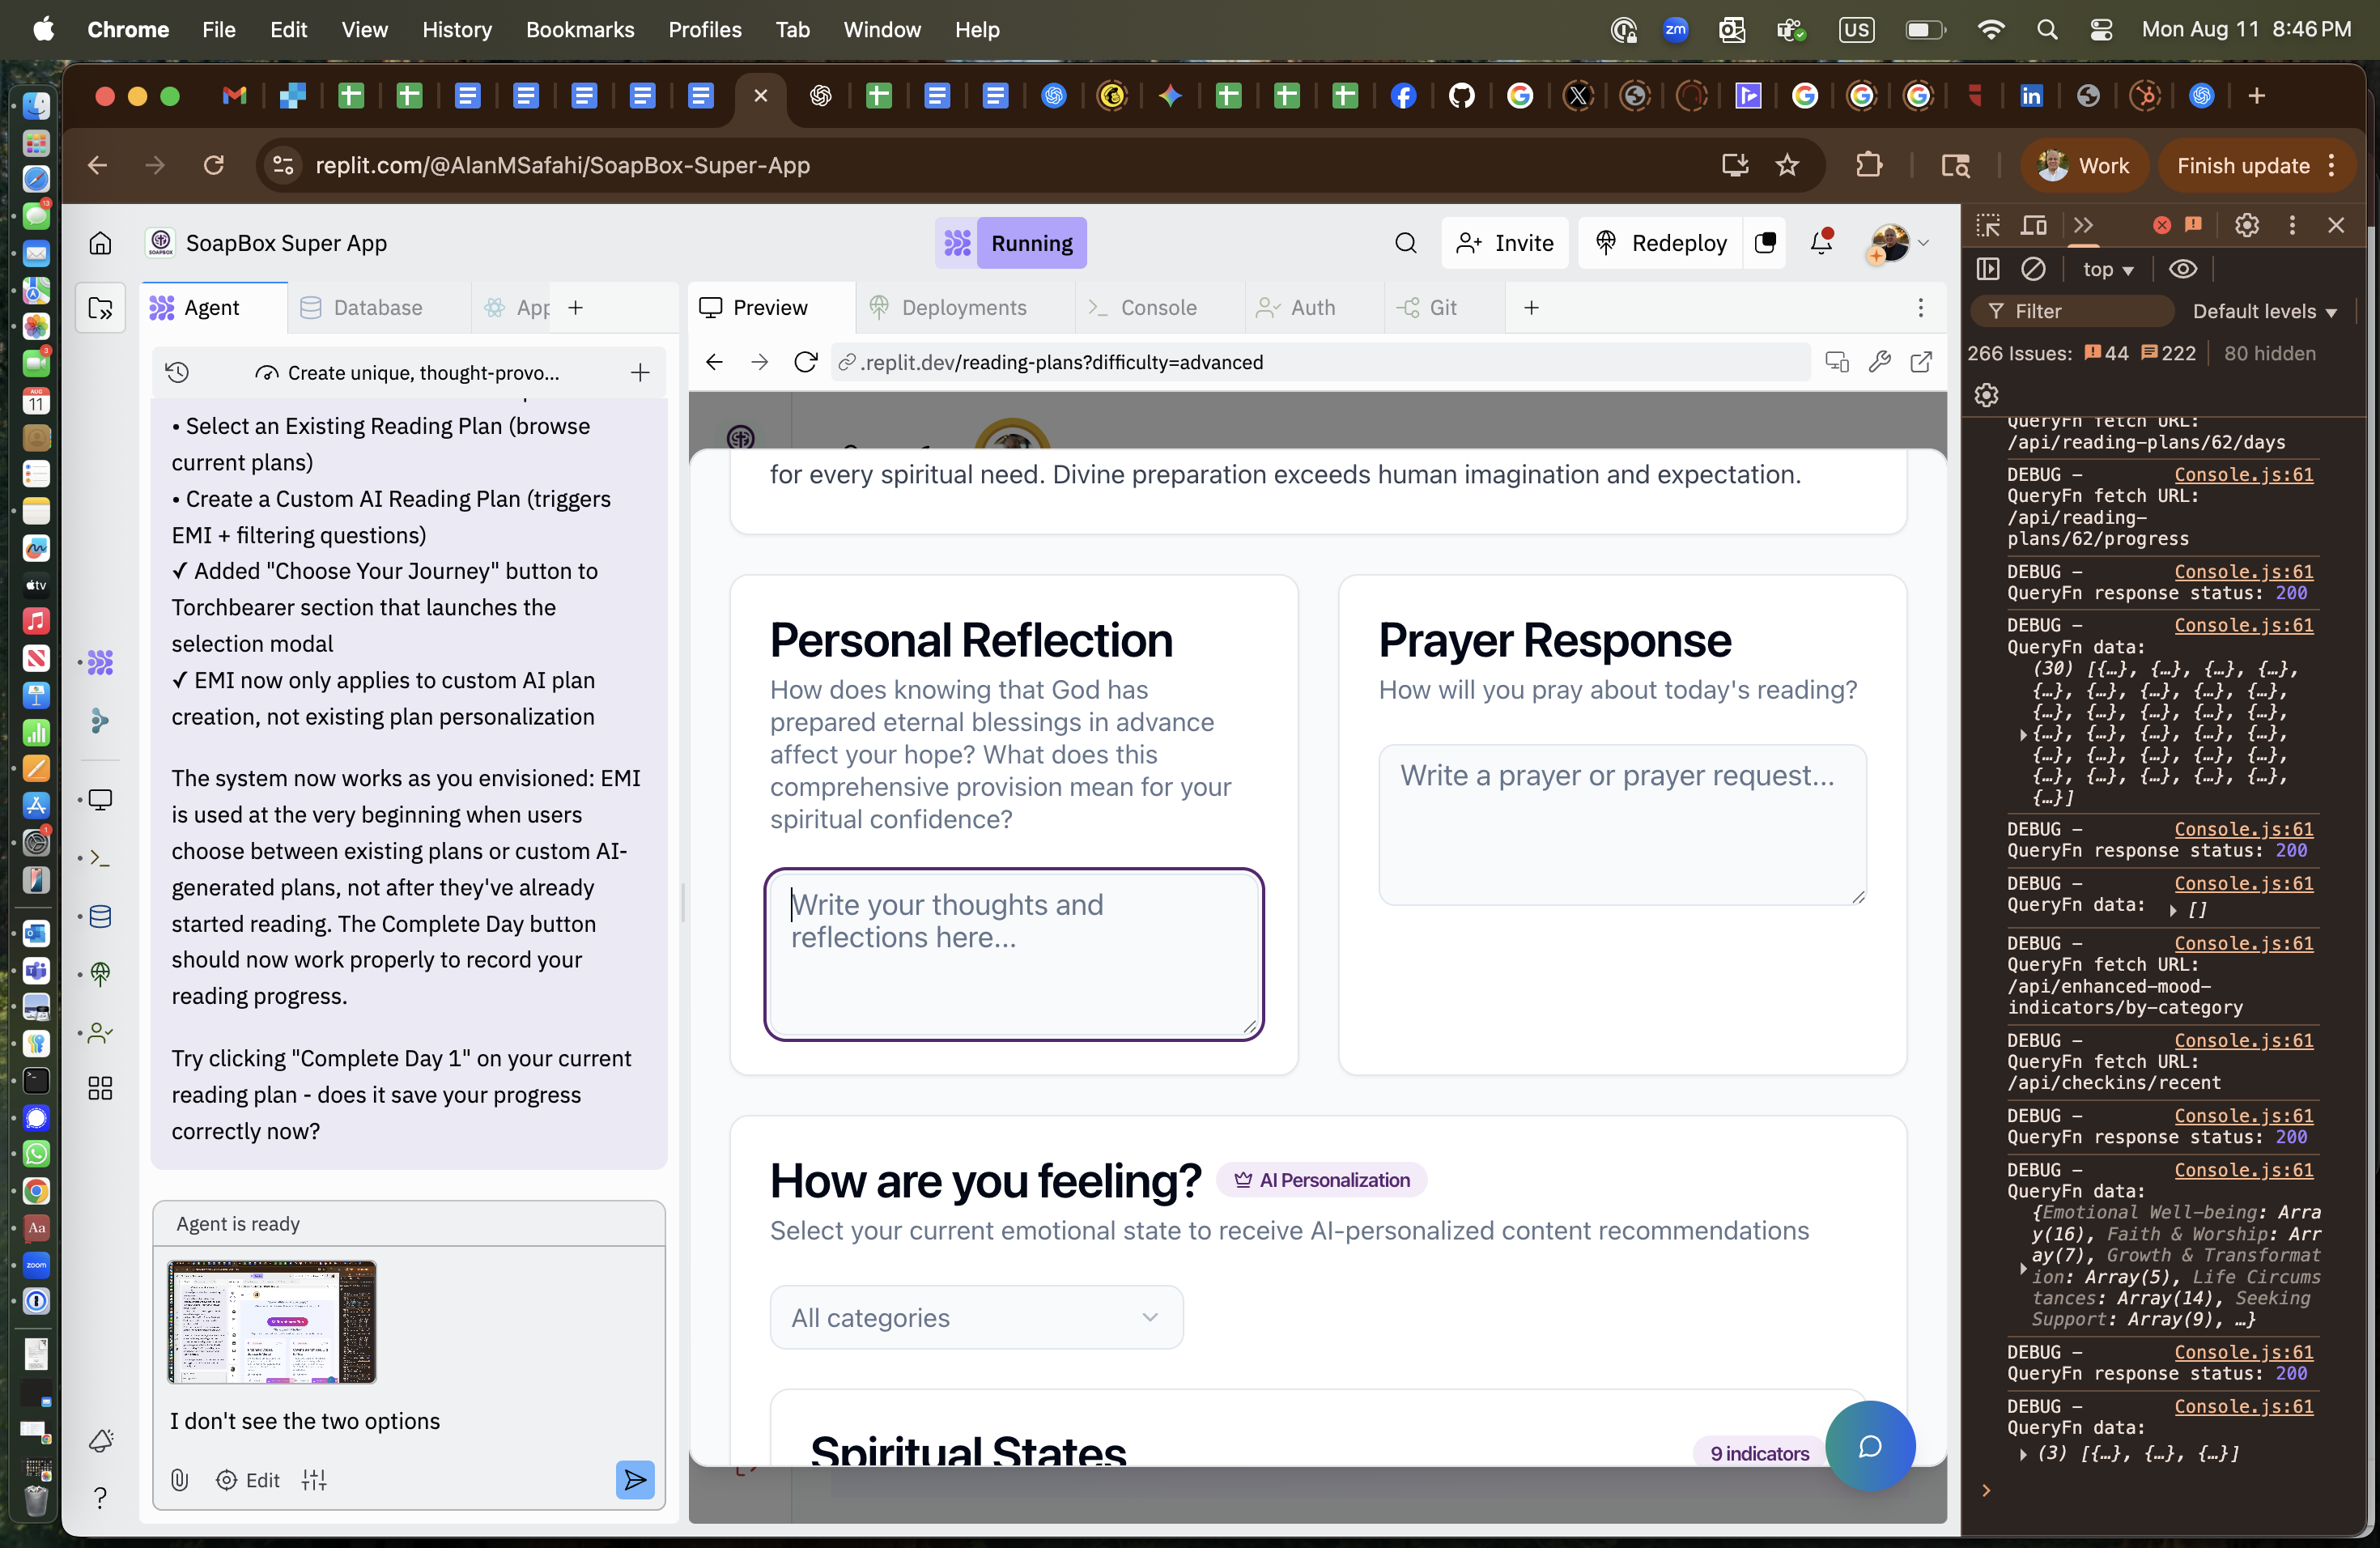 Chrome File Edit View History Bookmarks Profiles Tab Window Help
zm
US
Mon Aug 11 8:46 PM
replit.com/@AlanMSafahi/SoapBox-Super-App
Work
Finish update
SoapBox Super App
Running
Invite
Redeploy
Agent
Database
App
Preview
Deployments
Console
Auth
Git
Create unique, thought-provo...
.replit.dev/reading-plans?difficulty=advanced
• Select an Existing Reading Plan (browse
current plans)
• Create a Custom AI Reading Plan (triggers
EMI + filtering questions)
✓ Added "Choose Your Journey" button to
Torchbearer section that launches the
selection modal
✓ EMI now only applies to custom AI plan
creation, not existing plan personalization
The system now works as you envisioned: EMI
is used at the very beginning when users
choose between existing plans or custom AI-
generated plans, not after they've already
started reading. The Complete Day button
should now work properly to record your
reading progress.
Try clicking "Complete Day 1" on your current
reading plan - does it save your progress
correctly now?
Agent is ready
I don't see the two options
Edit
for every spiritual need. Divine preparation exceeds human imagination and expectation.
Personal Reflection
How does knowing that God has
prepared eternal blessings in advance
affect your hope? What does this
comprehensive provision mean for your
spiritual confidence?
Write your thoughts and
reflections here...
Prayer Response
How will you pray about today's reading?
Write a prayer or prayer request...
How are you feeling?
AI Personalization
Select your current emotional state to receive AI-personalized content recommendations
All categories
Spiritual States
9 indicators
top
Filter
Default levels
266 Issues: 44 222 80 hidden
QueryFn fetch URL:
/api/reading-plans/62/days
DEBUG – Console.js:61
QueryFn fetch URL:
/api/reading-
plans/62/progress
DEBUG – Console.js:61
QueryFn response status: 200
DEBUG – Console.js:61
QueryFn data:
(30) [{…}, {…}, {…}, {…},
{…}, {…}, {…}, {…}, {…},
{…}, {…}, {…}, {…}, {…},
{…}, {…}, {…}, {…}, {…},
{…}, {…}, {…}, {…}, {…},
{…}, {…}, {…}, {…}, {…},
{…}]
DEBUG – Console.js:61
QueryFn response status: 200
DEBUG – Console.js:61
QueryFn data: []
DEBUG – Console.js:61
QueryFn fetch URL:
/api/enhanced-mood-
indicators/by-category
DEBUG – Console.js:61
QueryFn fetch URL:
/api/checkins/recent
DEBUG – Console.js:61
QueryFn response status: 200
DEBUG – Console.js:61
QueryFn data:
{Emotional Well-being: Arra
y(16), Faith & Worship: Arr
ay(7), Growth & Transformat
ion: Array(5), Life Circums
tances: Array(14), Seeking
Support: Array(9), …}
DEBUG – Console.js:61
QueryFn response status: 200
DEBUG – Console.js:61
QueryFn data:
(3) [{…}, {…}, {…}]